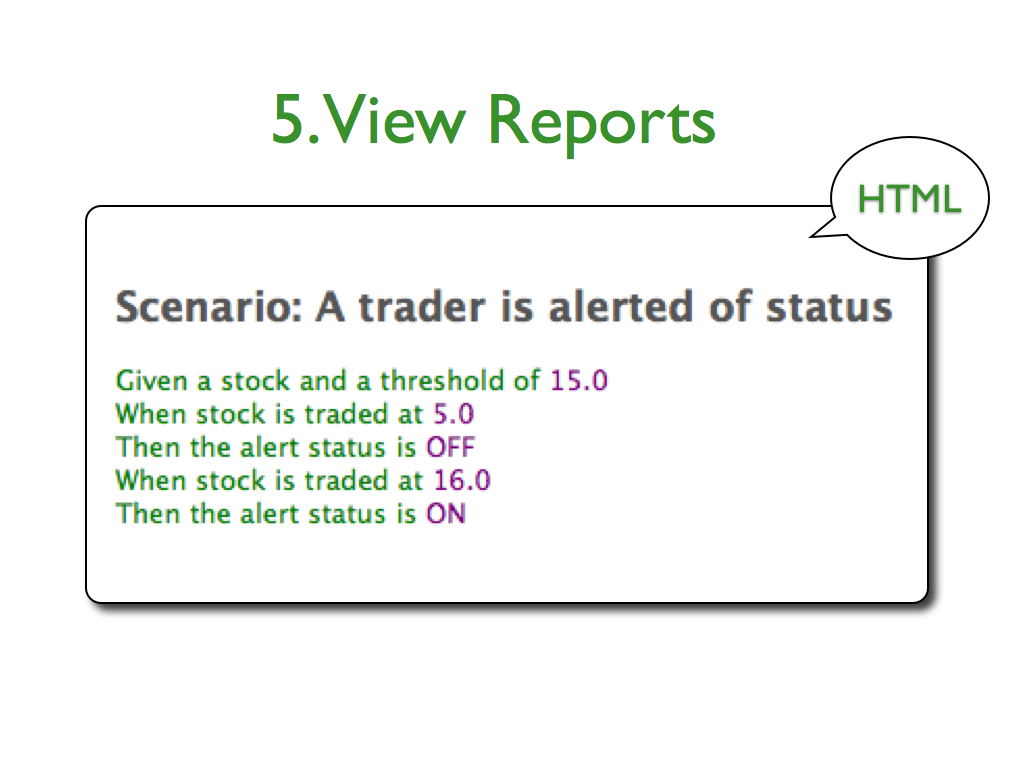 5. View Reports
HTML
Scenario: A trader is alerted of status
Given a stock and a threshold of 15.0
When stock is traded at 5.0
Then the alert status is OFF
When stock is traded at 16.0
Then the alert status is ON